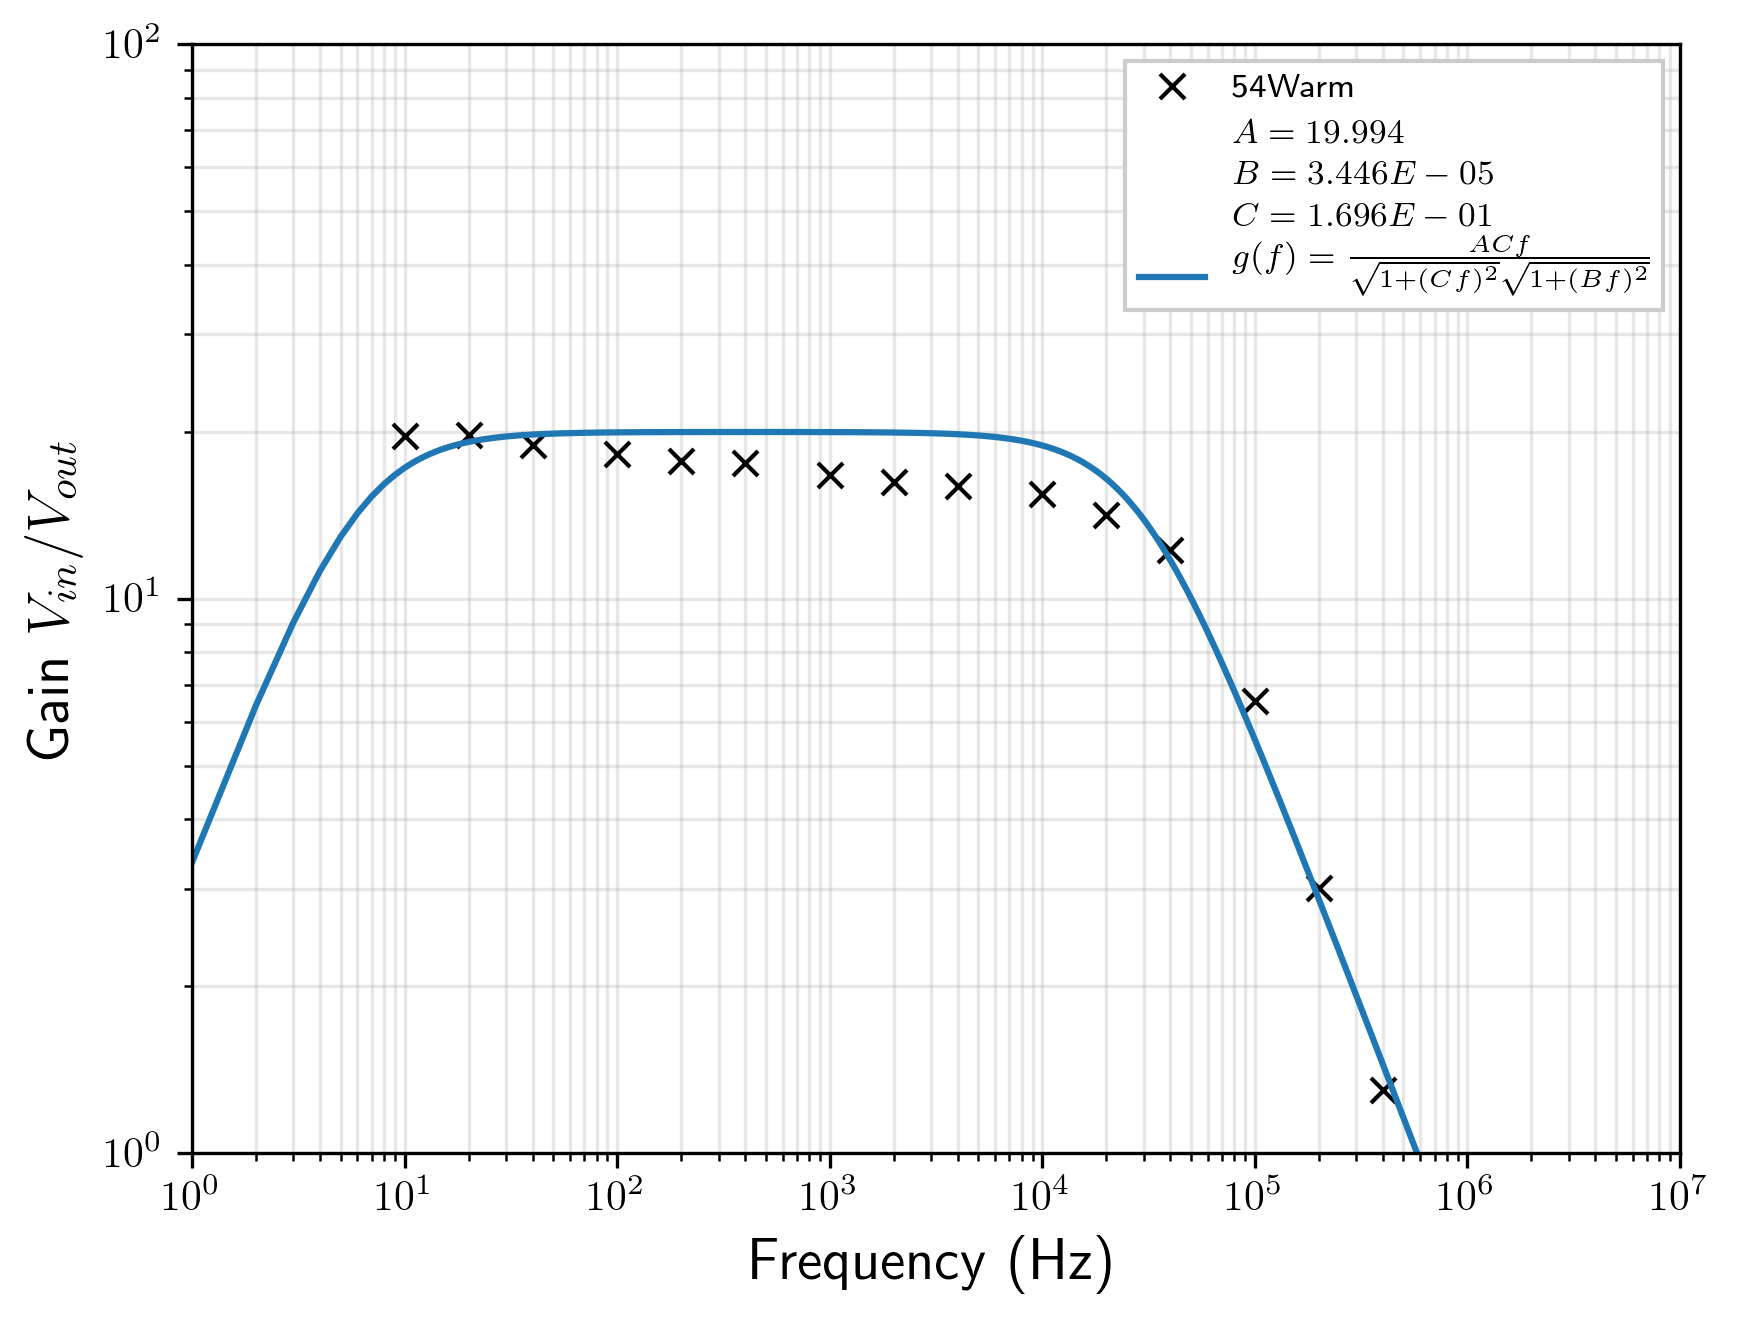 10²
54Warm
A = 19.994
B = 3.446E − 05
C = 1.696E − 01
g(f) = ACf / √1+(Cf)²√1+(Bf)²
Gain V_in/V_out
10¹
10⁰
10⁰ 10¹ 10² 10³ 10⁴ 10⁵ 10⁶ 10⁷
Frequency (Hz)